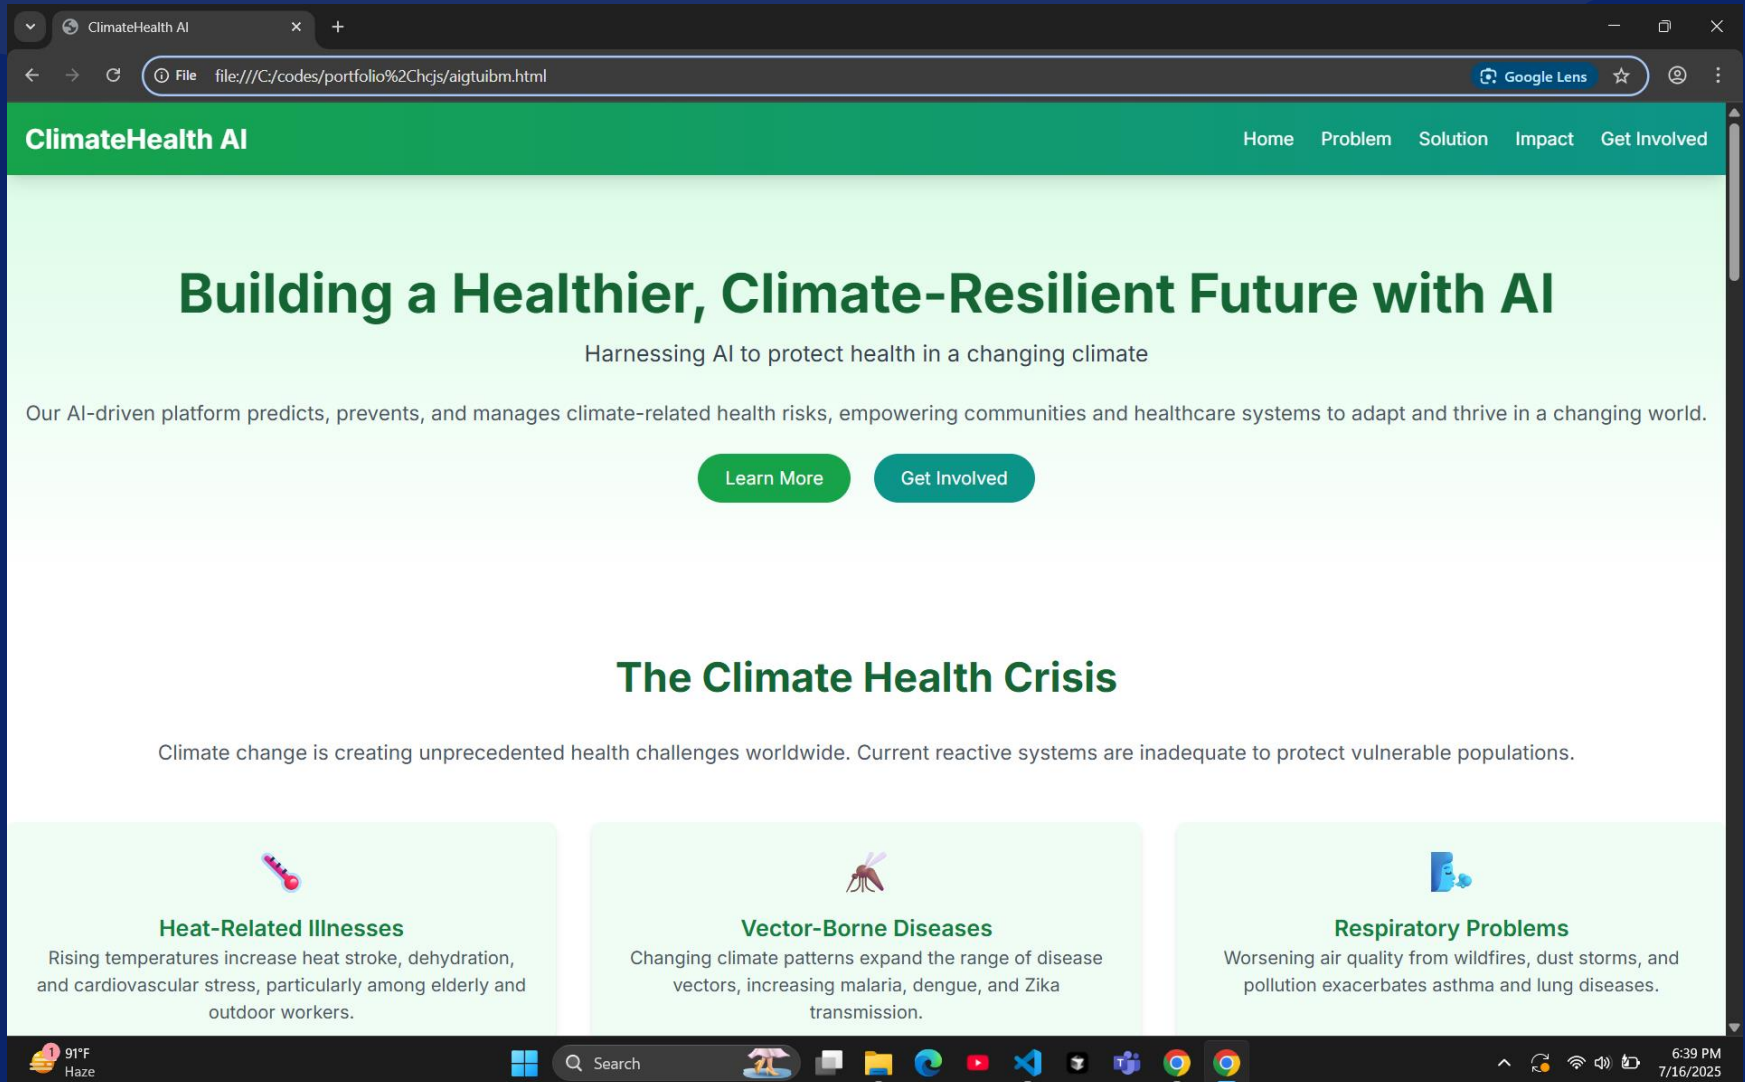 ClimateHealth AI
File file:///C:/codes/portfolio%2Chcjs/aigtuibm.html Google Lens
ClimateHealth AI Home Problem Solution Impact Get Involved
Building a Healthier, Climate-Resilient Future with AI
Harnessing AI to protect health in a changing climate
Our AI-driven platform predicts, prevents, and manages climate-related health risks, empowering communities and healthcare systems to adapt and thrive in a changing world.
Learn More Get Involved
The Climate Health Crisis
Climate change is creating unprecedented health challenges worldwide. Current reactive systems are inadequate to protect vulnerable populations.
Heat-Related Illnesses
Rising temperatures increase heat stroke, dehydration,
and cardiovascular stress, particularly among elderly and
outdoor workers.
Vector-Borne Diseases
Changing climate patterns expand the range of disease
vectors, increasing malaria, dengue, and Zika
transmission.
Respiratory Problems
Worsening air quality from wildfires, dust storms, and
pollution exacerbates asthma and lung diseases.
1
91°F
Haze
Search
6:39 PM
7/16/2025